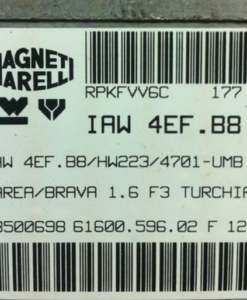 MAGNETI
MARELLI
RPKFVV6C 177
IAW 4EF.B8
4EF.B8/HW223/4701-UMB
AREA/BRAVA 1.6 F3 TURCHIA
8500698 61600.596.02 F 12